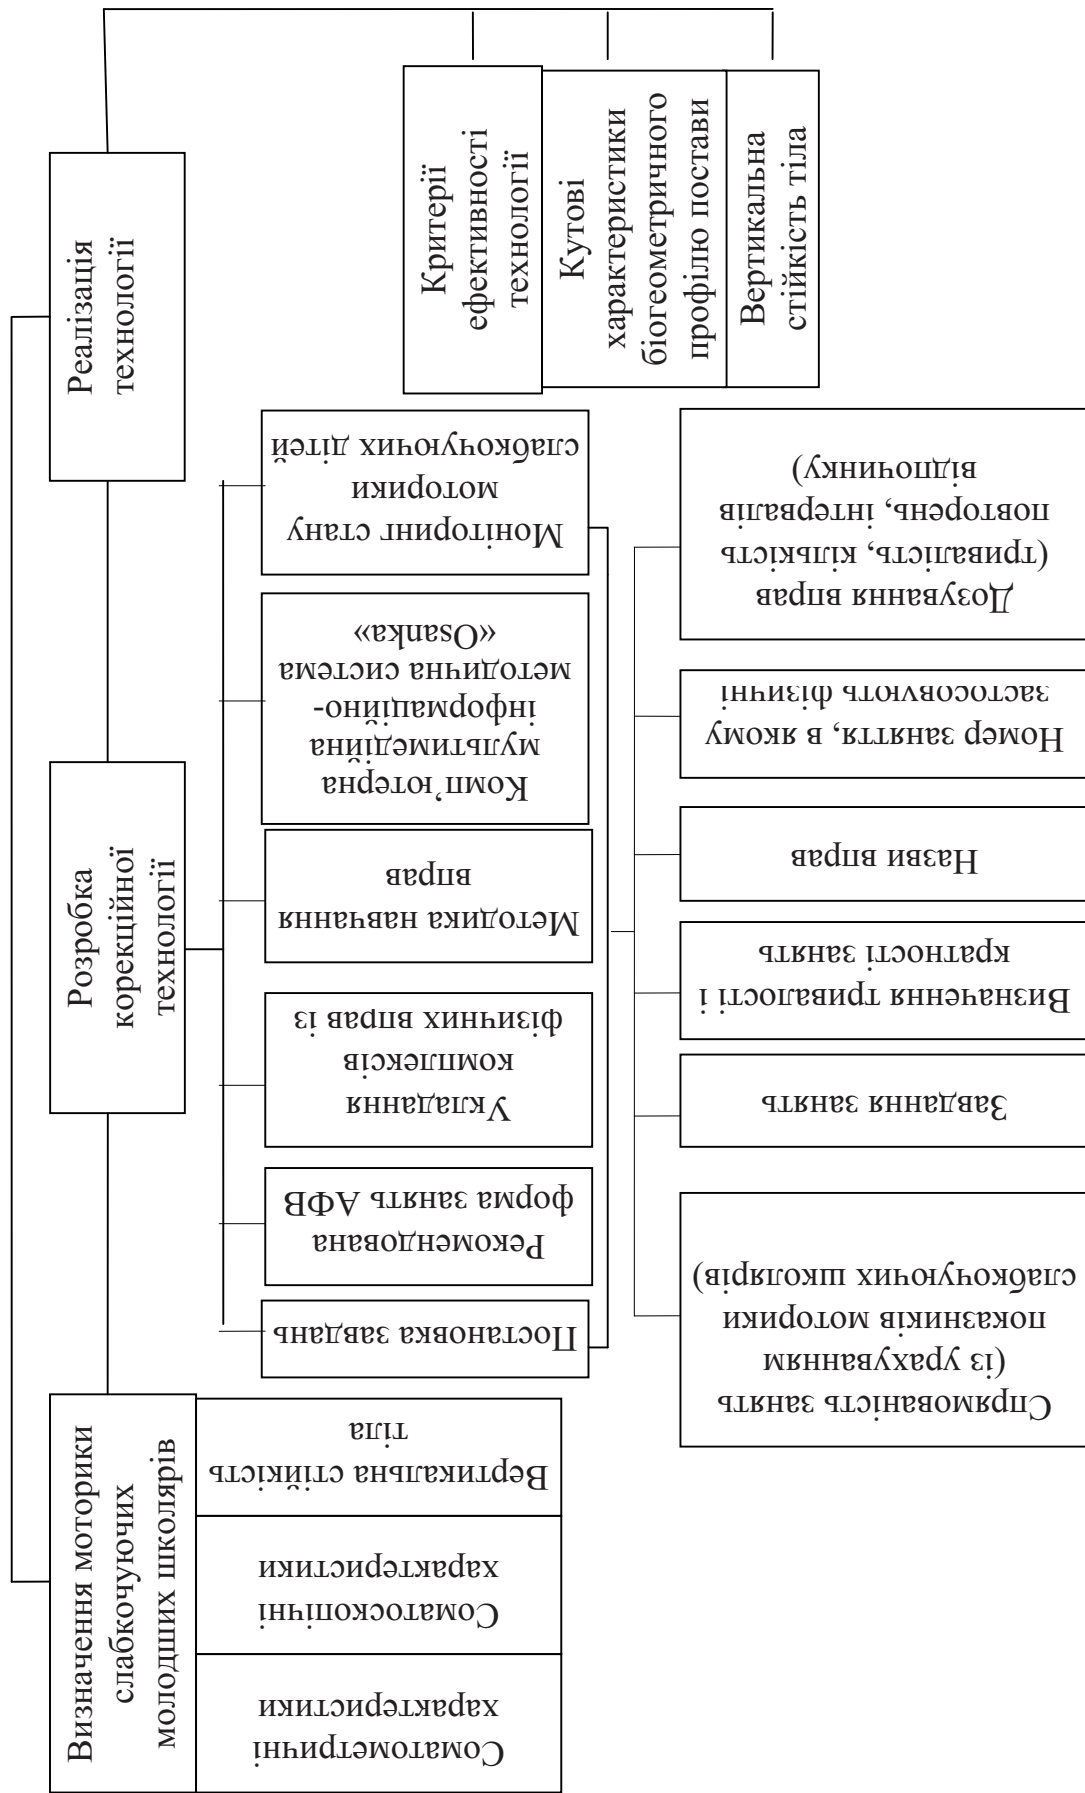 Визначення моторики
слабкочуючих
молодших школярів
Соматометричні
характеристики
Соматоскопічні
характеристики
Вертикальна стійкість
тіла
Розробка
корекційної
технології
Постановка завдань
Рекомендована
форма занять АФВ
Укладання
комплексів
фізичних вправ із
Методика навчання
вправ
Комп’ютерна
мультимедійна
інформаційно-
методична система
«Osanka»
Моніторинг стану
моторики
слабкочуючих дітей
Спрямованість занять
(із урахуванням
показників моторики
слабкочуючих школярів)
Завдання занять
Визначення тривалості і
кратності занять
Назви вправ
Номер заняття, в якому
застосовують фізичні
Дозування вправ
(тривалість, кількість
повторень, інтервалів
відпочинку)
Реалізація
технології
Критерії
ефективності
технології
Кутові
характеристики
біогеометричного
профілю постави
Вертикальна
стійкість тіла